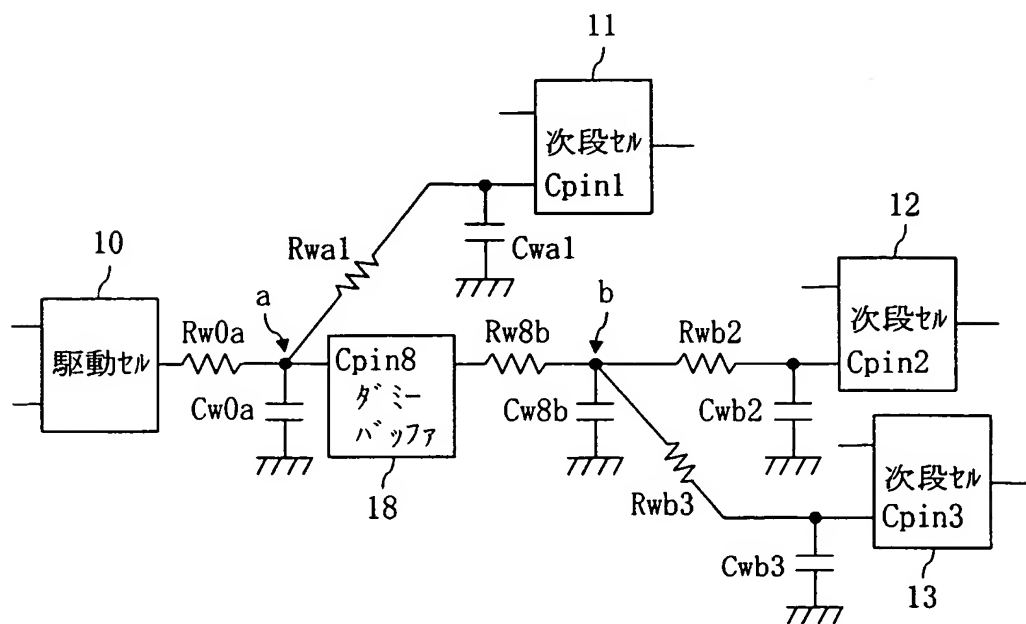 11
次段セル
Cpin1
Rwa1
Cwa1
10
駆動セル
Rw0a
a
Cw0a
Cpin8
ダミー
バッファ
18
Rw8b
b
Cw8b
Rwb2
Cwb2
12
次段セル
Cpin2
Rwb3
Cwb3
次段セル
Cpin3
13